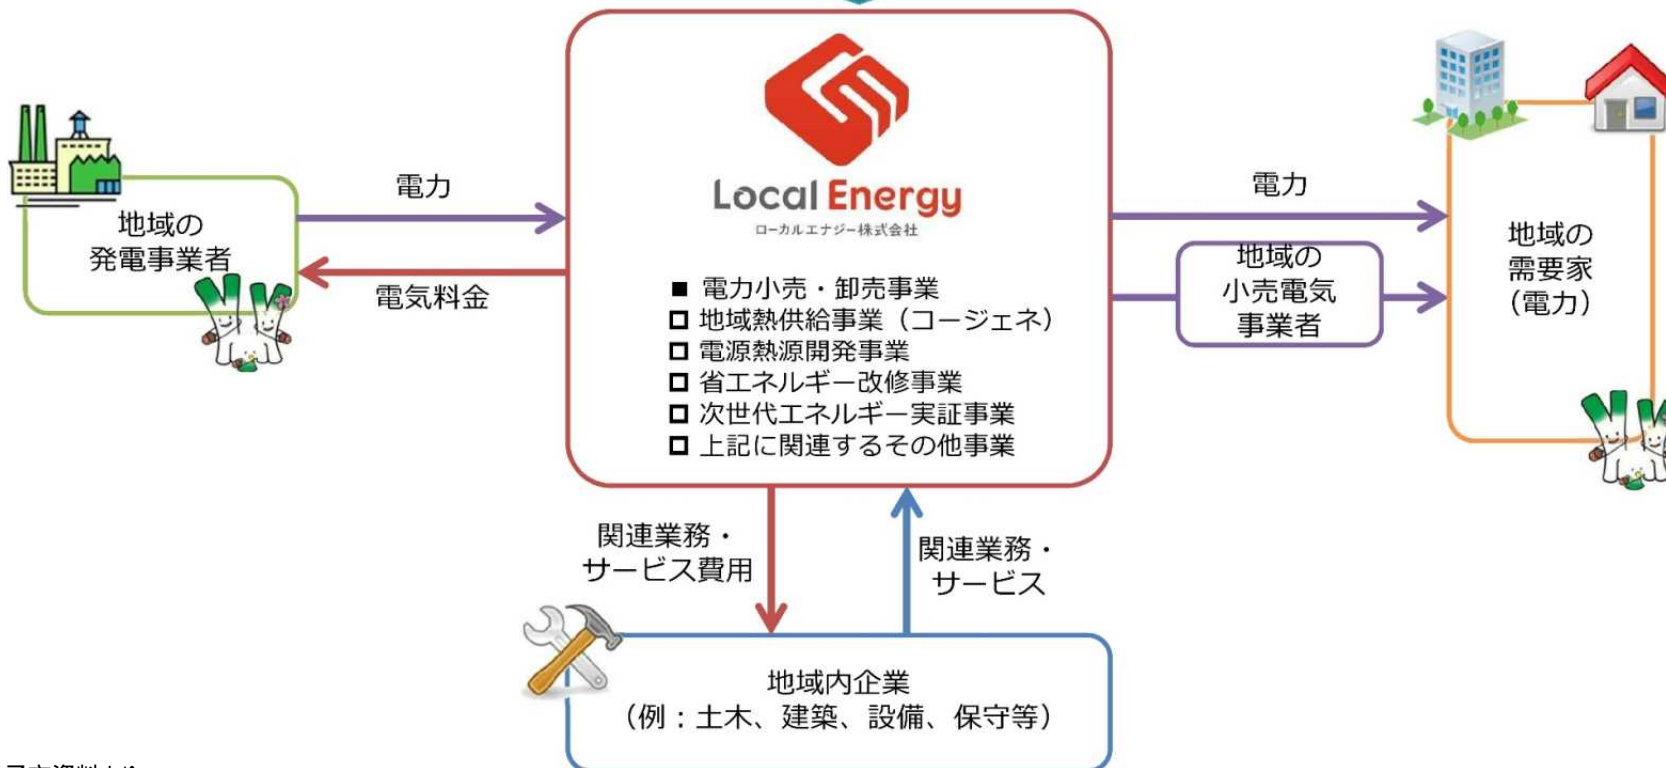 電力
地域の
発電事業者
電気料金
Local Energy
ローカルエナジー株式会社
■ 電力小売・卸売事業
□ 地域熱供給事業（コージェネ）
□ 電源熱源開発事業
□ 省エネルギー改修事業
□ 次世代エネルギー実証事業
□ 上記に関連するその他事業
電力
地域の
小売電気
事業者
地域の
需要家
（電力）
関連業務・
サービス費用
関連業務・
サービス
地域内企業
（例：土木、建築、設備、保守等）